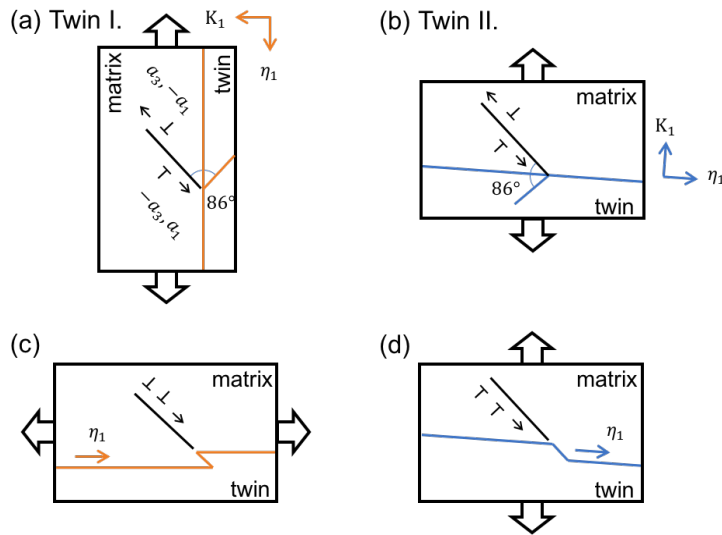 (a) Twin I.
K₁
η₁
matrix
twin
a₃, −a₁
86°
−a₃, a₁
(b) Twin II.
matrix
K₁
η₁
86°
twin
(c)
matrix
η₁
twin
(d)
matrix
η₁
twin